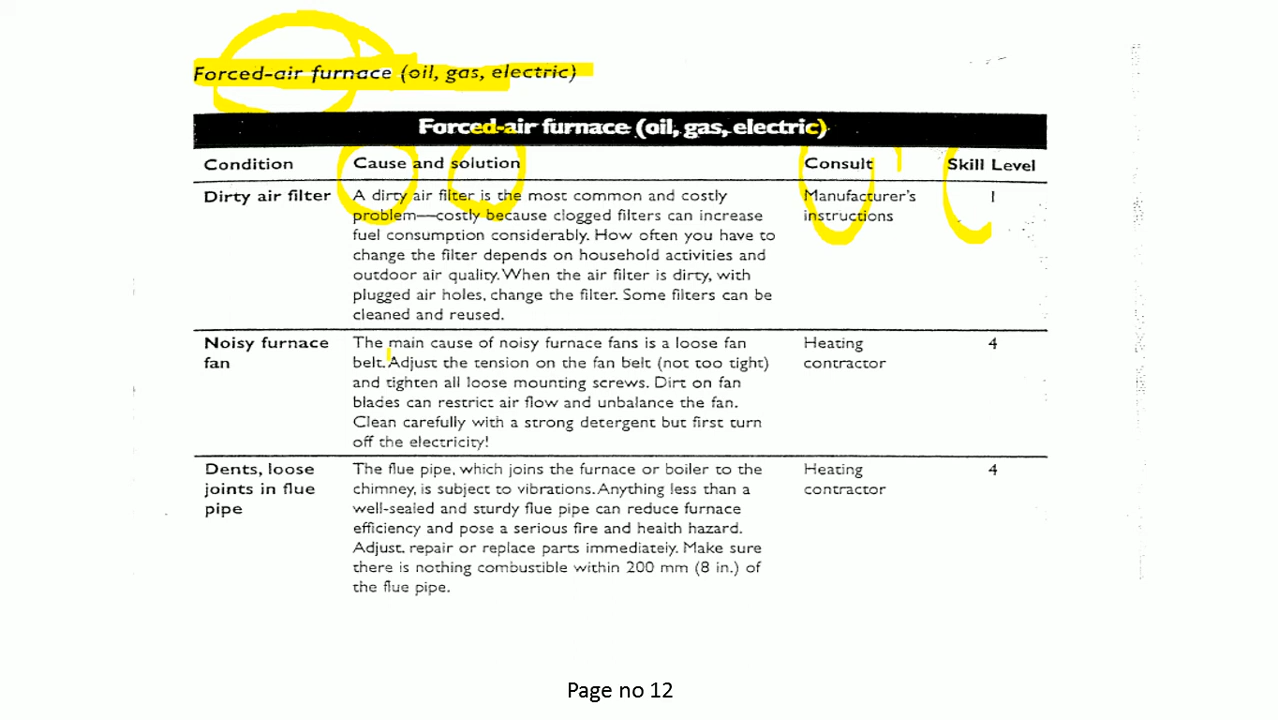 Forced-air furnace (oil, gas, electric)
Forced-air furnace (oil, gas, electric)
Condition Cause and solution Consult Skill Level
Dirty air filter A dirty air filter is the most common and costly Manufacturer's 1
problem—costly because clogged filters can increase instructions
fuel consumption considerably. How often you have to
change the filter depends on household activities and
outdoor air quality. When the air filter is dirty, with
plugged air holes, change the filter. Some filters can be
cleaned and reused.
Noisy furnace The main cause of noisy furnace fans is a loose fan Heating 4
fan belt. Adjust the tension on the fan belt (not too tight) contractor
and tighten all loose mounting screws. Dirt on fan
blades can restrict air flow and unbalance the fan.
Clean carefully with a strong detergent but first turn
off the electricity!
Dents, loose The flue pipe, which joins the furnace or boiler to the Heating 4
joints in flue chimney, is subject to vibrations. Anything less than a contractor
pipe well-sealed and sturdy flue pipe can reduce furnace
efficiency and pose a serious fire and health hazard.
Adjust, repair or replace parts immediately. Make sure
there is nothing combustible within 200 mm (8 in.) of
the flue pipe.
Page no 12